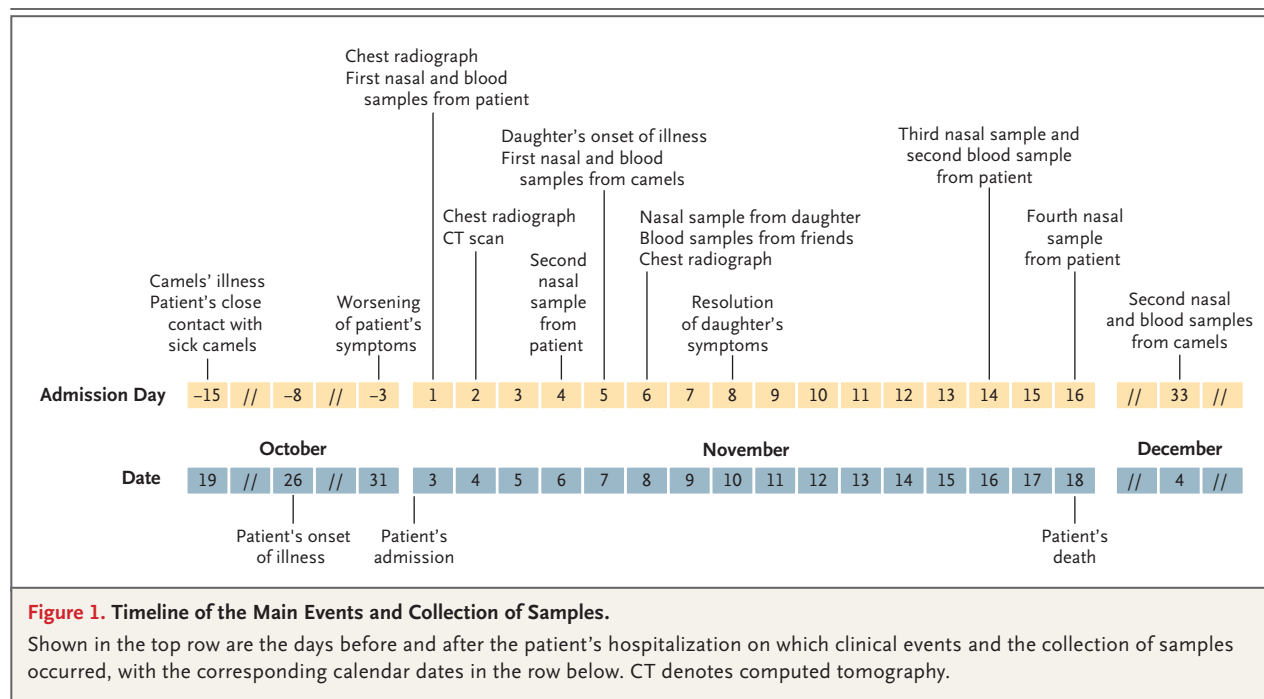 Chest radiograph
First nasal and blood
samples from patient
Daughter's onset of illness
First nasal and blood
samples from camels
Third nasal sample and
second blood sample
from patient
Chest radiograph
CT scan
Nasal sample from daughter
Blood samples from friends
Chest radiograph
Fourth nasal
sample
from patient
Second
nasal
sample
from
patient
Camels' illness
Patient's close
contact with
sick camels
Worsening
of patient's
symptoms
Resolution
of daughter's
symptoms
Second nasal
and blood samples
from camels
Admission Day –15 // –8 // –3 1 2 3 4 5 6 7 8 9 10 11 12 13 14 15 16 // 33 //
October November December
Date 19 // 26 // 31 3 4 5 6 7 8 9 10 11 12 13 14 15 16 17 18 // 4 //
Patient's onset
of illness
Patient's
admission
Patient's
death
Figure 1. Timeline of the Main Events and Collection of Samples.
Shown in the top row are the days before and after the patient's hospitalization on which clinical events and the collection of samples
occurred, with the corresponding calendar dates in the row below. CT denotes computed tomography.